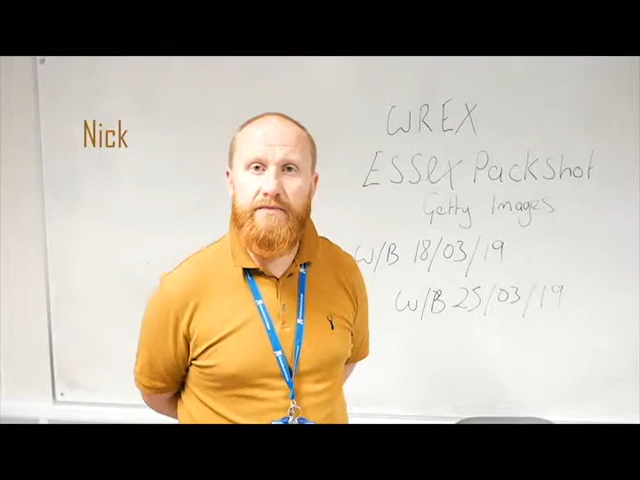 Nick
WREX
Essex Packshot
Getty Images
W/B 18/03/19
W/B 25/03/19